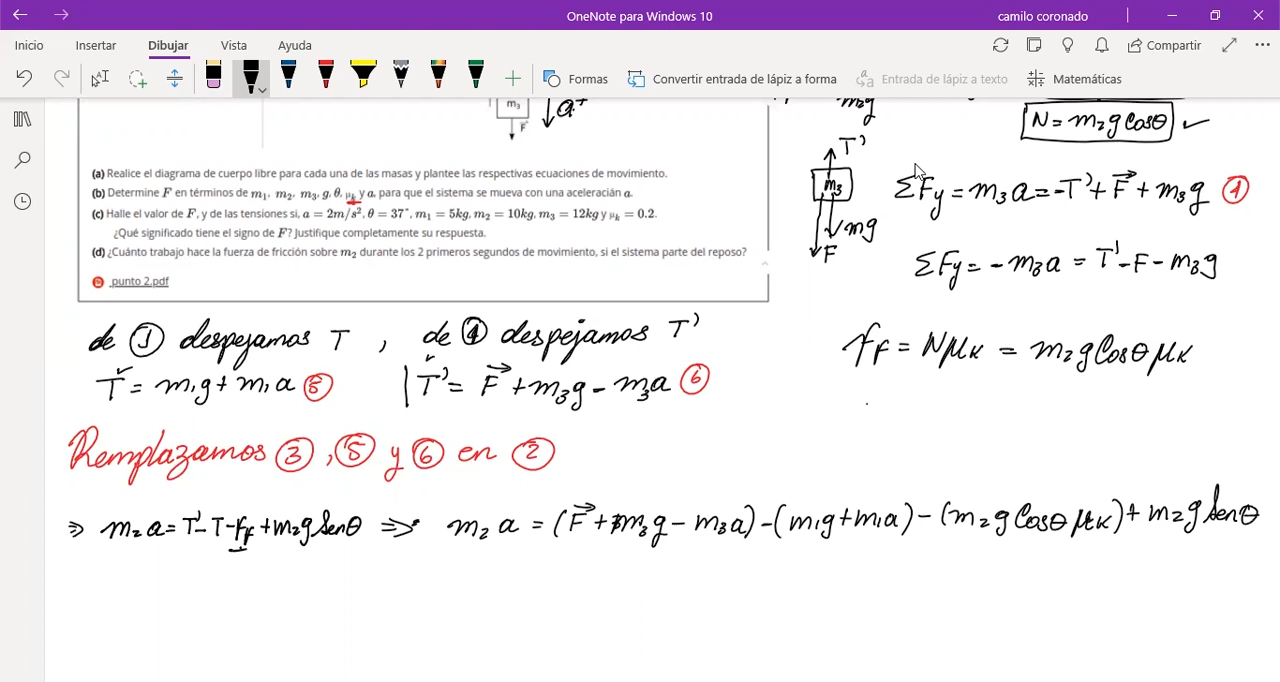 OneNote para Windows 10
camilo coronado
Inicio Insertar Dibujar Vista Ayuda
Compartir
Formas Convertir entrada de lápiz a forma Entrada de lápiz a texto Matemáticas
m₃ a⁺
F
m₂g
N = m₂g Cosθ ✓
(a) Realice el diagrama de cuerpo libre para cada una de las masas y plantee las respectivas ecuaciones de movimiento.
(b) Determine F en términos de m₁, m₂, m₃, g, θ, μₖ y a, para que el sistema se mueva con una aceleración a.
(c) Halle el valor de F, y de las tensiones si, a = 2m/s², θ = 37°, m₁ = 5kg, m₂ = 10kg, m₃ = 12kg y μₖ = 0.2.
¿Qué significado tiene el signo de F? Justifique completamente su respuesta.
(d) ¿Cuánto trabajo hace la fuerza de fricción sobre m₂ durante los 2 primeros segundos de movimiento, si el sistema parte del reposo?
punto 2.pdf
T'
m₃
mg
F
ΣFy = m₃a = -T' + F⃗ + m₃g ④
ΣFy = -m₃a = T' - F - m₃g
de ① despejamos T , de ④ despejamos T'
T = m₁g + m₁a ⑤ | T' = F⃗ + m₃g - m₃a ⑥
fF = Nμκ = m₂g Cosθ μκ
Remplazamos ③, ⑤ y ⑥ en ②
⇒ m₂a = T' - T - fF + m₂g Senθ ⇒ m₂a = (F⃗ + m₃g - m₃a) - (m₁g + m₁a) - (m₂g Cosθ μκ) + m₂g Senθ